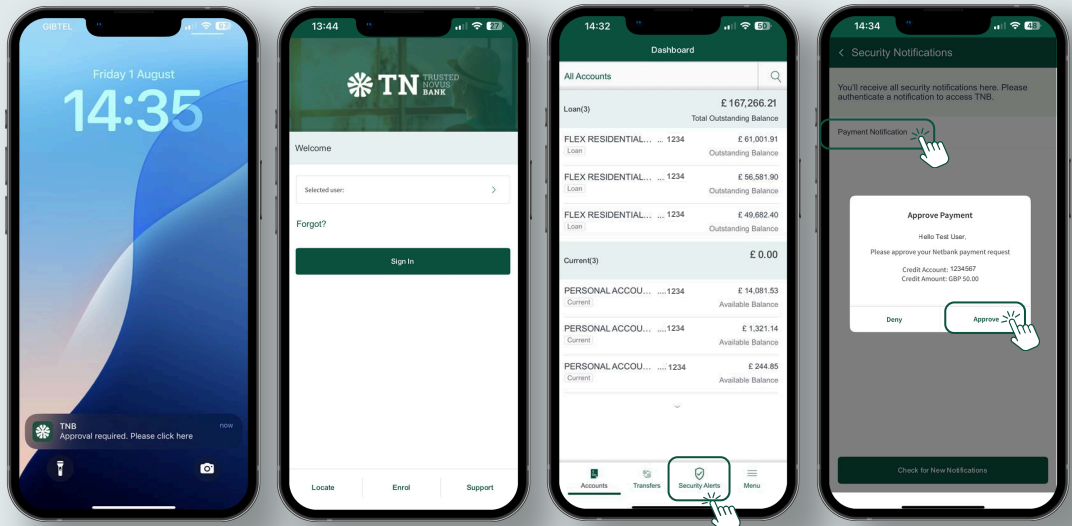 GIBTEL
63
Friday 1 August
14:35
TNB
now
Approval required. Please click here
13:44
27
TN TRUSTED NOVUS BANK
Welcome
Selected user:
Forgot?
Sign In
Locate
Enrol
Support
14:32
50
Dashboard
All Accounts
Loan(3)
£ 167,266.21
Total Outstanding Balance
FLEX RESIDENTIAL... ... 1234
£ 61,001.91
Loan
Outstanding Balance
FLEX RESIDENTIAL... ... 1234
£ 56,581.90
Loan
Outstanding Balance
FLEX RESIDENTIAL... ... 1234
£ 49,682.40
Loan
Outstanding Balance
Current(3)
£ 0.00
PERSONAL ACCOU... ....1234
£ 14,081.53
Current
Available Balance
PERSONAL ACCOU... ....1234
£ 1,321.14
Current
Available Balance
PERSONAL ACCOU... .... 1234
£ 244.85
Current
Available Balance
Accounts
Transfers
Security Alerts
Menu
14:34
48
< Security Notifications
You'll receive all security notifications here. Please
authenticate a notification to access TNB.
Payment Notification
Approve Payment
Hello Test User,
Please approve your Netbank payment request
Credit Account: 1234567
Credit Amount: GBP 50.00
Deny
Approve
Check for New Notifications